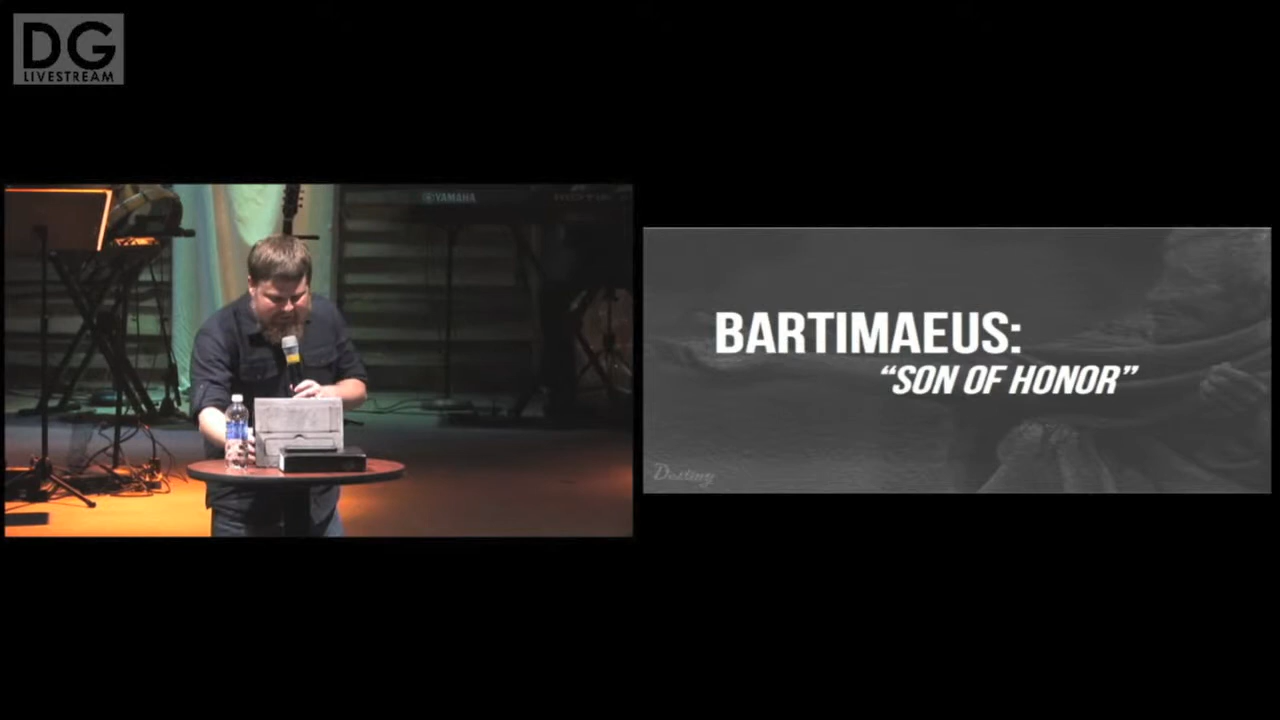 DG
LIVESTREAM
YAMAHA
BARTIMAEUS:
“SON OF HONOR”
Destiny